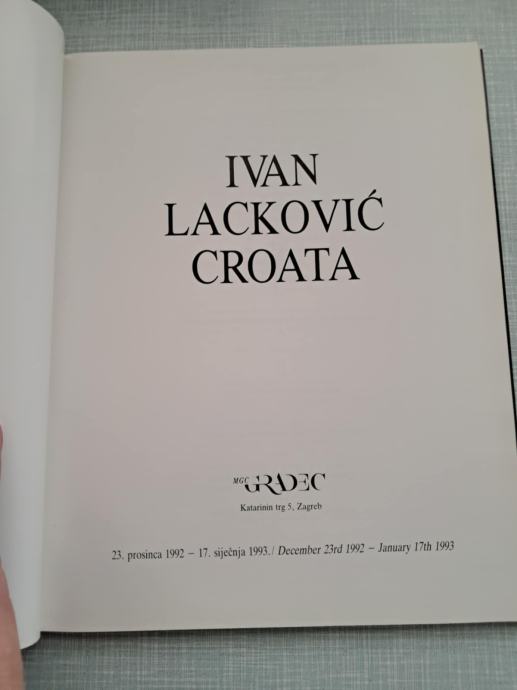 IVAN
LACKOVIĆ
CROATA
MGC GRADEC
Katarinin trg 5, Zagreb
23. prosinca 1992 – 17. siječnja 1993. / December 23rd 1992 – January 17th 1993